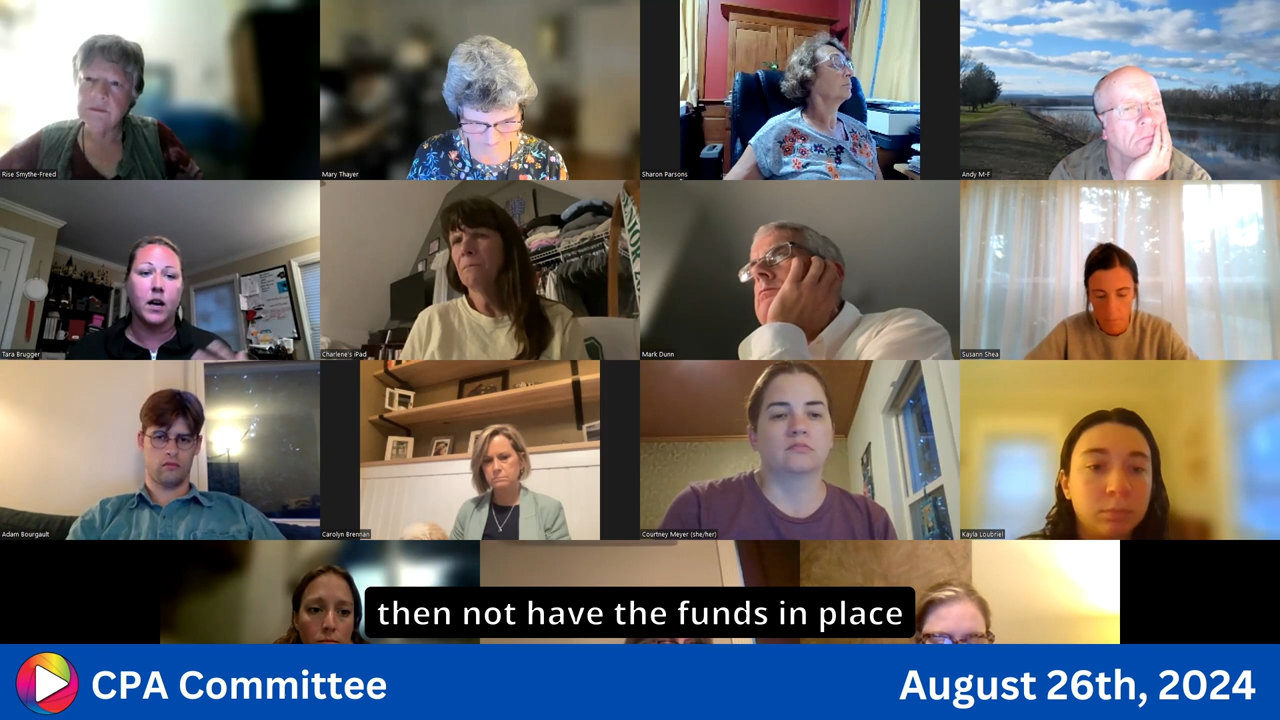 Rise Smythe-Freed
Mary Thayer
Sharon Parsons
Andy M-F
Tara Brugger
Charlene's iPad
Mark Dunn
Susann Shea
Adam Bourgault
Carolyn Brennan
Courtney Meyer (she/her)
Kayla Loubriel
then not have the funds in place
CPA Committee
August 26th, 2024